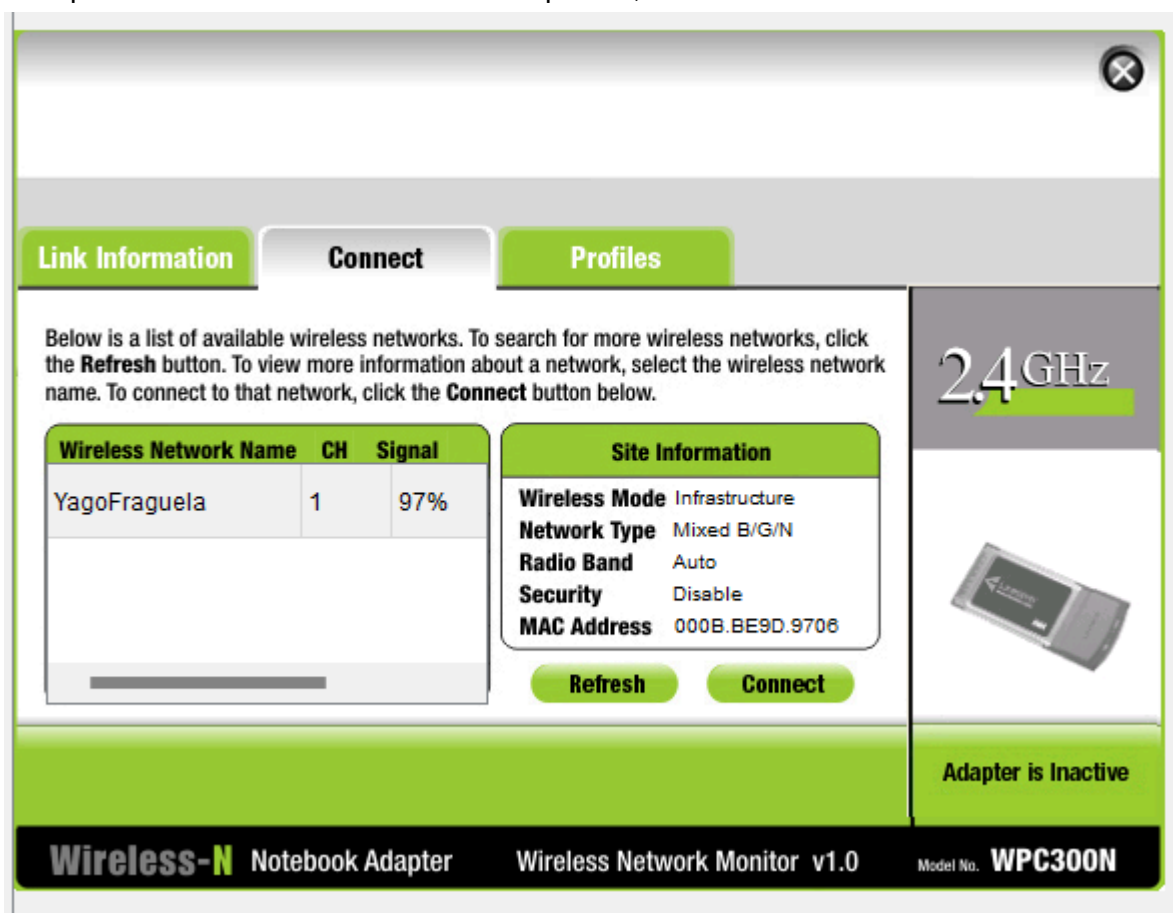 Link Information
Connect
Profiles
Below is a list of available wireless networks. To search for more wireless networks, click
the Refresh button. To view more information about a network, select the wireless network
name. To connect to that network, click the Connect button below.
2.4GHz
Wireless Network Name CH Signal
YagoFraguela 1 97%
Site Information
Wireless Mode Infrastructure
Network Type Mixed B/G/N
Radio Band Auto
Security Disable
MAC Address 000B.BE9D.9706
Refresh
Connect
Adapter is Inactive
Wireless-N Notebook Adapter Wireless Network Monitor v1.0 Model No. WPC300N